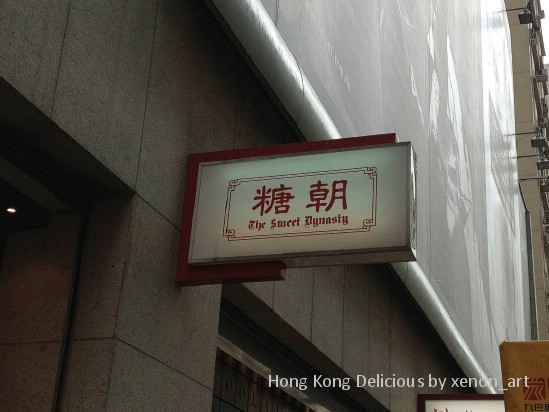 糖朝
The Sweet Dynasty
Hong Kong Delicious by xenon_art